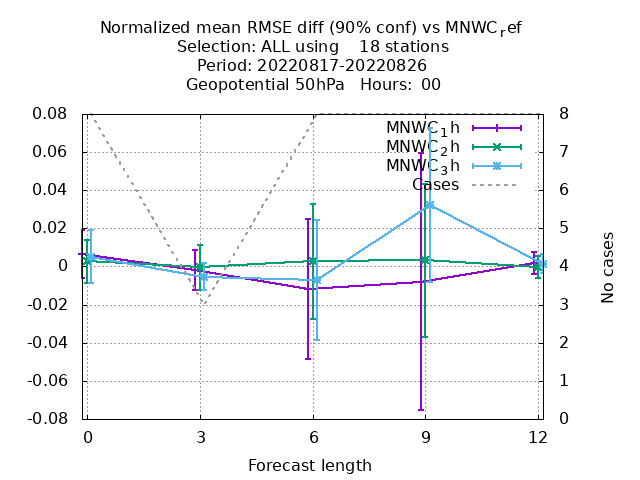 Normalized mean RMSE diff (90% conf) vs MNWC_ref
Selection: ALL using    18 stations
Period: 20220817-20220826
Geopotential 50hPa   Hours:  00
0.08
0.06
0.04
0.02
0
-0.02
-0.04
-0.06
-0.08
8
7
6
5
4
3
2
1
0
MNWC_1h
MNWC_2h
MNWC_3h
Cases
No cases
0 3 6 9 12
Forecast length